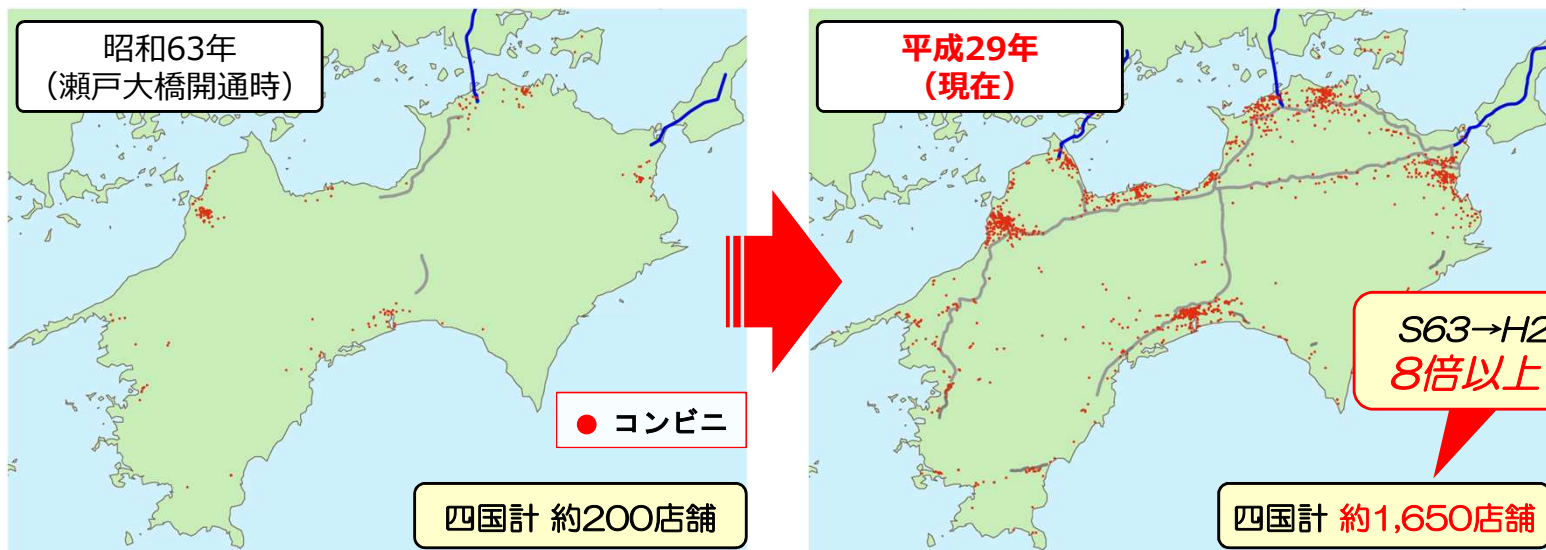 昭和63年
（瀬戸大橋開通時）
● コンビニ
四国計 約200店舗
平成29年
（現在）
S63→H2
8倍以上
四国計 約1,650店舗